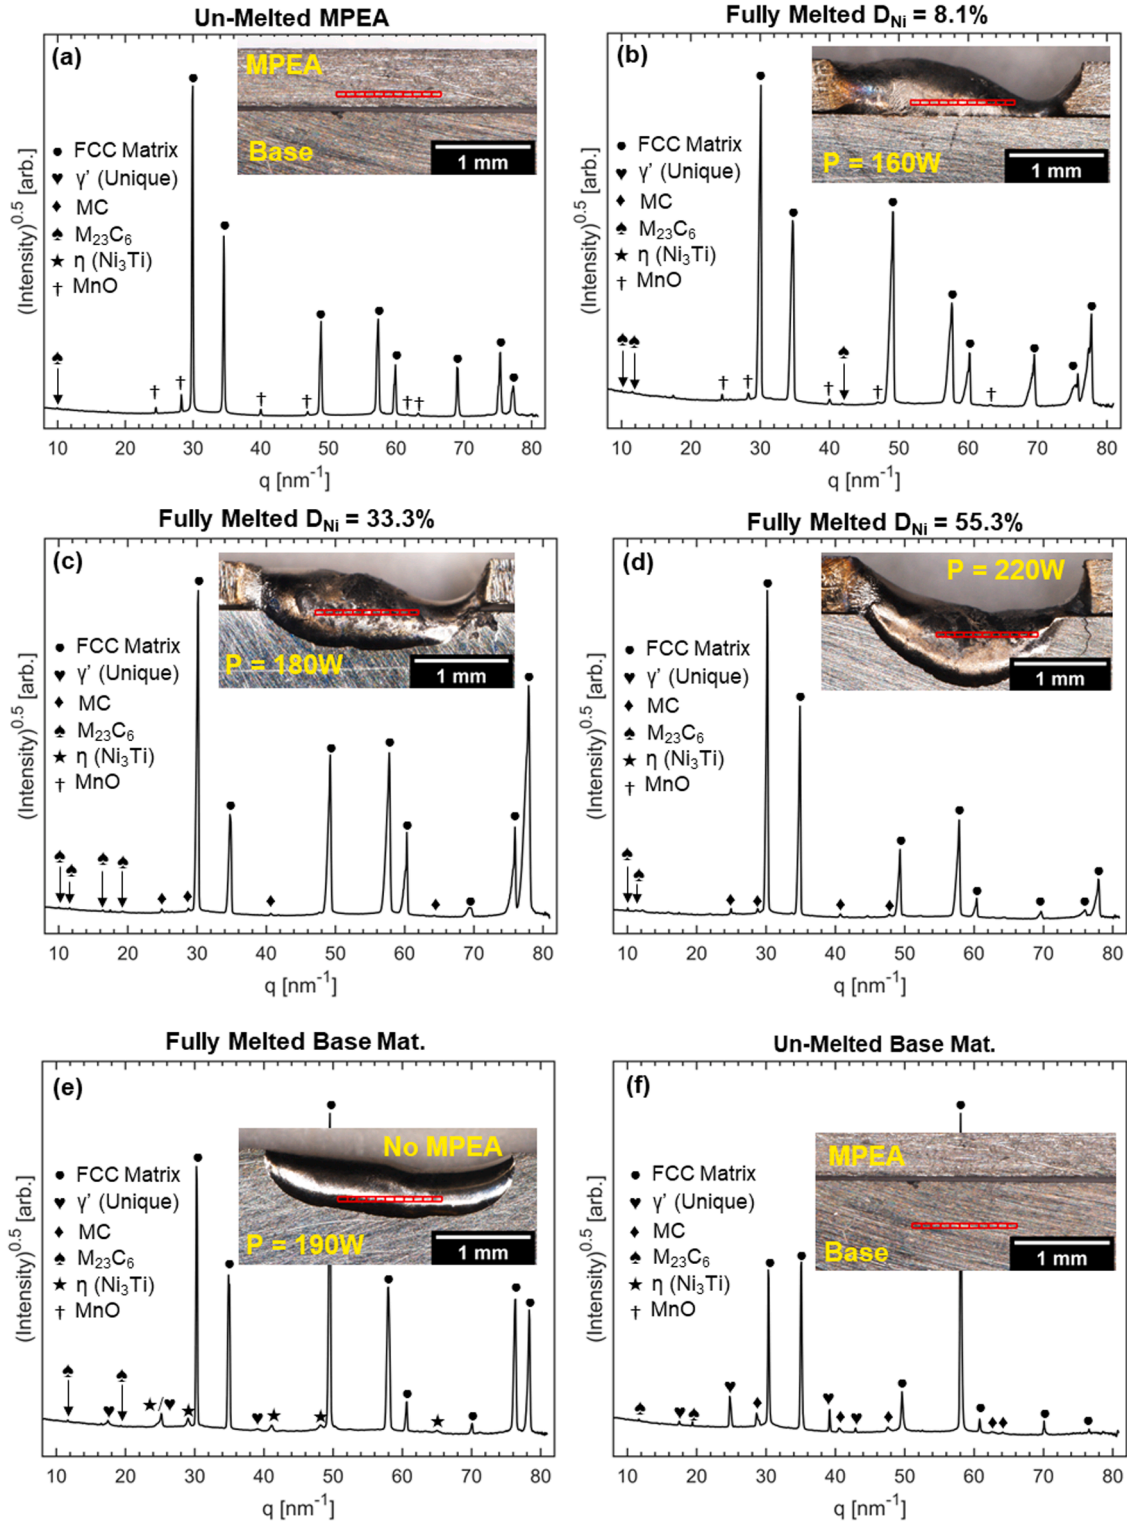 Un-Melted MPEA
(a)
MPEA
Base
1 mm
● FCC Matrix
♥ γ' (Unique)
♦ MC
♠ M₂₃C₆
★ η (Ni₃Ti)
† MnO
(Intensity)^0.5 [arb.]
10 20 30 40 50 60 70 80
q [nm⁻¹]
Fully Melted D_Ni = 8.1%
(b)
P = 160W
1 mm
● FCC Matrix
♥ γ' (Unique)
♦ MC
♠ M₂₃C₆
★ η (Ni₃Ti)
† MnO
(Intensity)^0.5 [arb.]
10 20 30 40 50 60 70 80
q [nm⁻¹]
Fully Melted D_Ni = 33.3%
(c)
P = 180W
1 mm
● FCC Matrix
♥ γ' (Unique)
♦ MC
♠ M₂₃C₆
★ η (Ni₃Ti)
† MnO
(Intensity)^0.5 [arb.]
10 20 30 40 50 60 70 80
q [nm⁻¹]
Fully Melted D_Ni = 55.3%
(d)
P = 220W
1 mm
● FCC Matrix
♥ γ' (Unique)
♦ MC
♠ M₂₃C₆
★ η (Ni₃Ti)
† MnO
(Intensity)^0.5 [arb.]
10 20 30 40 50 60 70 80
q [nm⁻¹]
Fully Melted Base Mat.
(e)
No MPEA
P = 190W
1 mm
● FCC Matrix
♥ γ' (Unique)
♦ MC
♠ M₂₃C₆
★ η (Ni₃Ti)
† MnO
★/♥
(Intensity)^0.5 [arb.]
10 20 30 40 50 60 70 80
q [nm⁻¹]
Un-Melted Base Mat.
(f)
MPEA
Base
1 mm
● FCC Matrix
♥ γ' (Unique)
♦ MC
♠ M₂₃C₆
★ η (Ni₃Ti)
† MnO
(Intensity)^0.5 [arb.]
10 20 30 40 50 60 70 80
q [nm⁻¹]